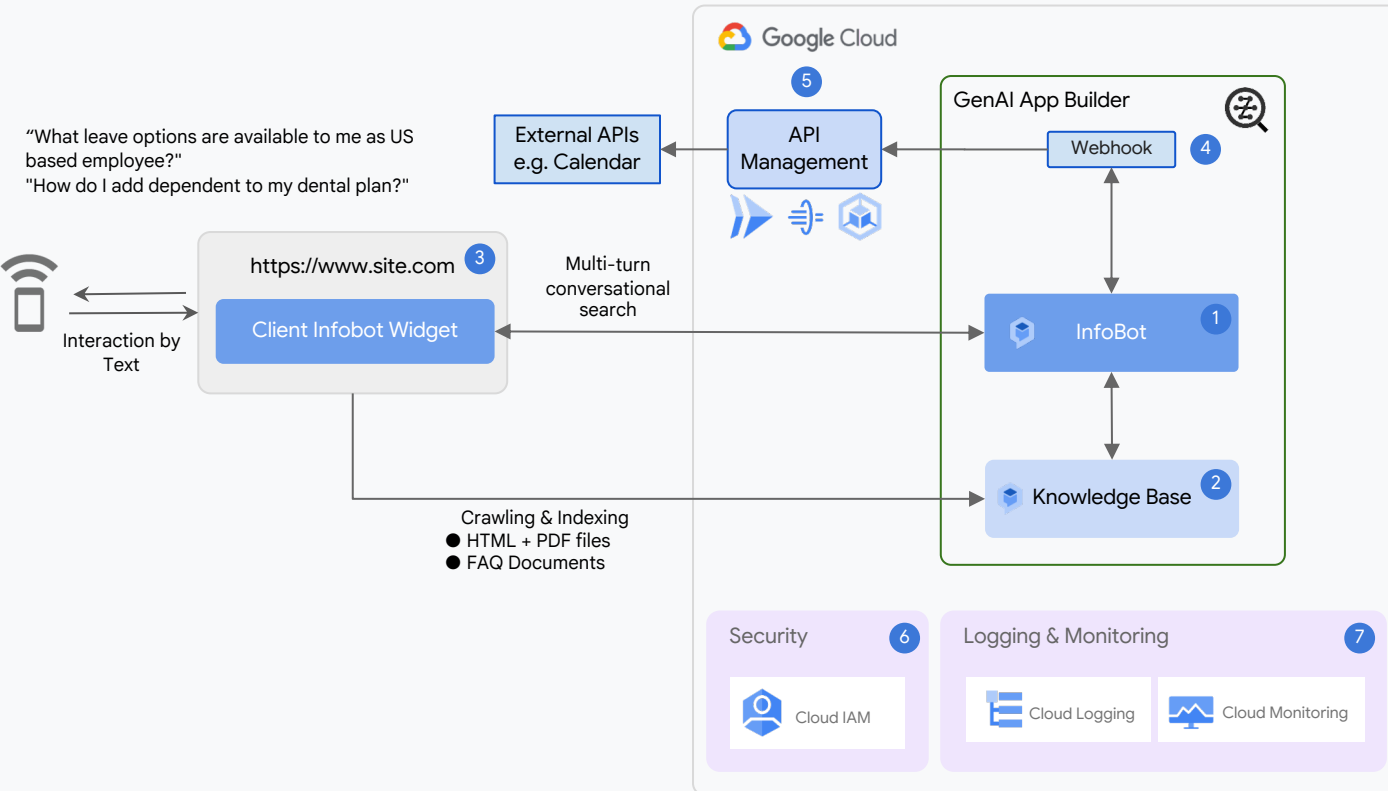 Google Cloud
5
GenAI App Builder
“What leave options are available to me as US
based employee?"
"How do I add dependent to my dental plan?"
External APIs
e.g. Calendar
API
Management
Webhook
4
https://www.site.com
3
Client Infobot Widget
Interaction by
Text
Multi-turn
conversational
search
InfoBot
1
Knowledge Base
2
Crawling & Indexing
● HTML + PDF files
● FAQ Documents
Security
6
Cloud IAM
Logging & Monitoring
7
Cloud Logging
Cloud Monitoring